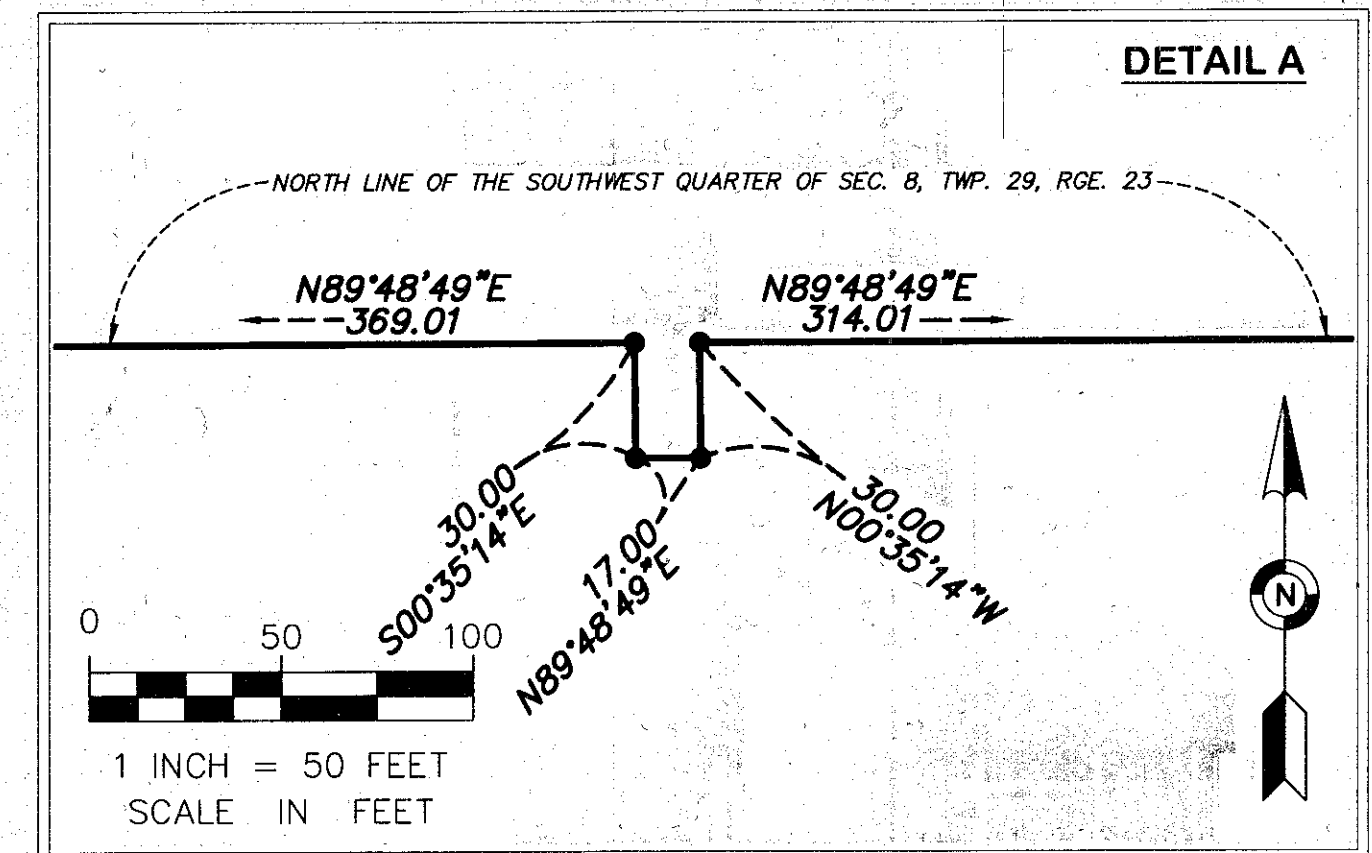 DETAIL A
NORTH LINE OF THE SOUTHWEST QUARTER OF SEC. 8, TWP. 29, RGE. 23
N89°48'49"E
369.01
N89°48'49"E
314.01
30.00
S00°35'14"E
17.00
N89°48'49"E
30.00
N00°35'14"W
N
0 50 100
1 INCH = 50 FEET
SCALE IN FEET